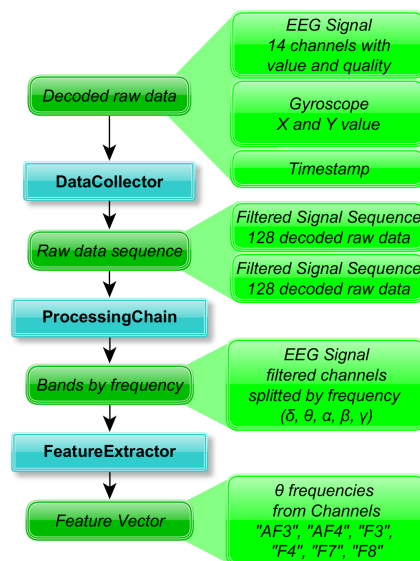 EEG Signal
14 channels with
value and quality
Decoded raw data
Gyroscope
X and Y value
Timestamp
DataCollector
Filtered Signal Sequence
128 decoded raw data
Raw data sequence
Filtered Signal Sequence
128 decoded raw data
ProcessingChain
EEG Signal
filtered channels
splitted by frequency
(δ, θ, α, β, γ)
Bands by frequency
FeatureExtractor
θ frequencies
from Channels
"AF3", "AF4", "F3",
"F4", "F7", "F8"
Feature Vector